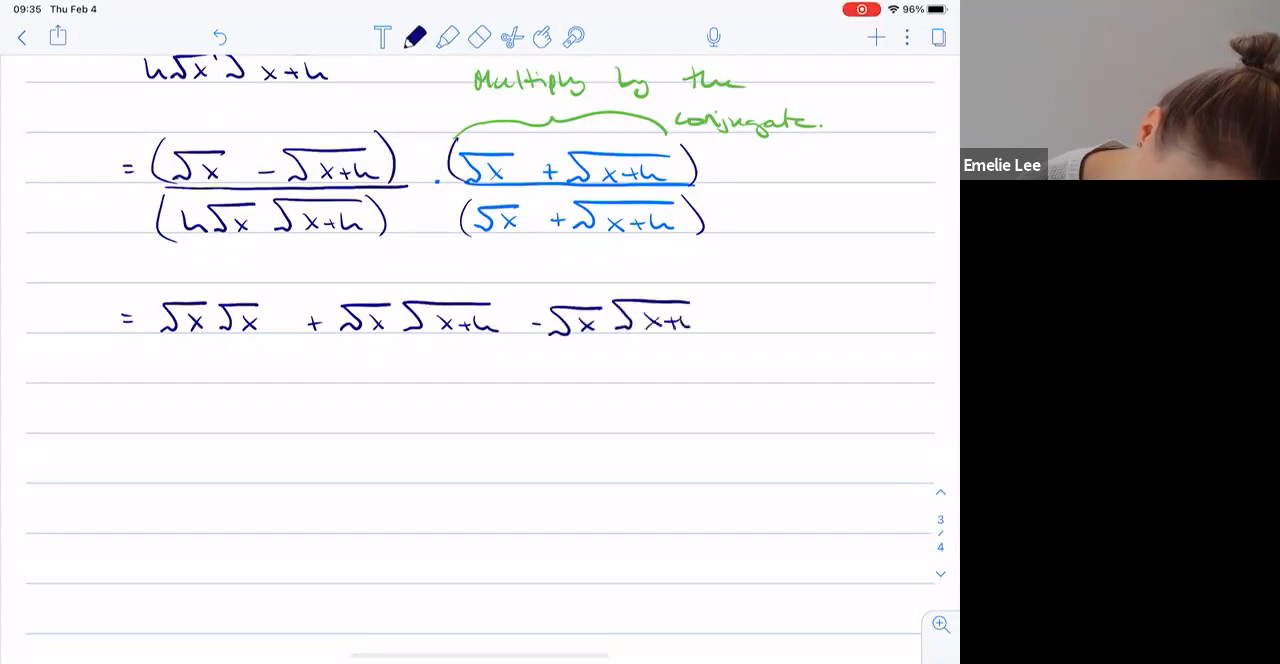 09:35 Thu Feb 4 96%
T
h√x √x+h
Multiply by the
conjugate.
= (√x - √x+h) . (√x + √x+h)
(h√x √x+h) (√x + √x+h)
= √x √x + √x √x+h - √x √x+h
Emelie Lee
3
/
4